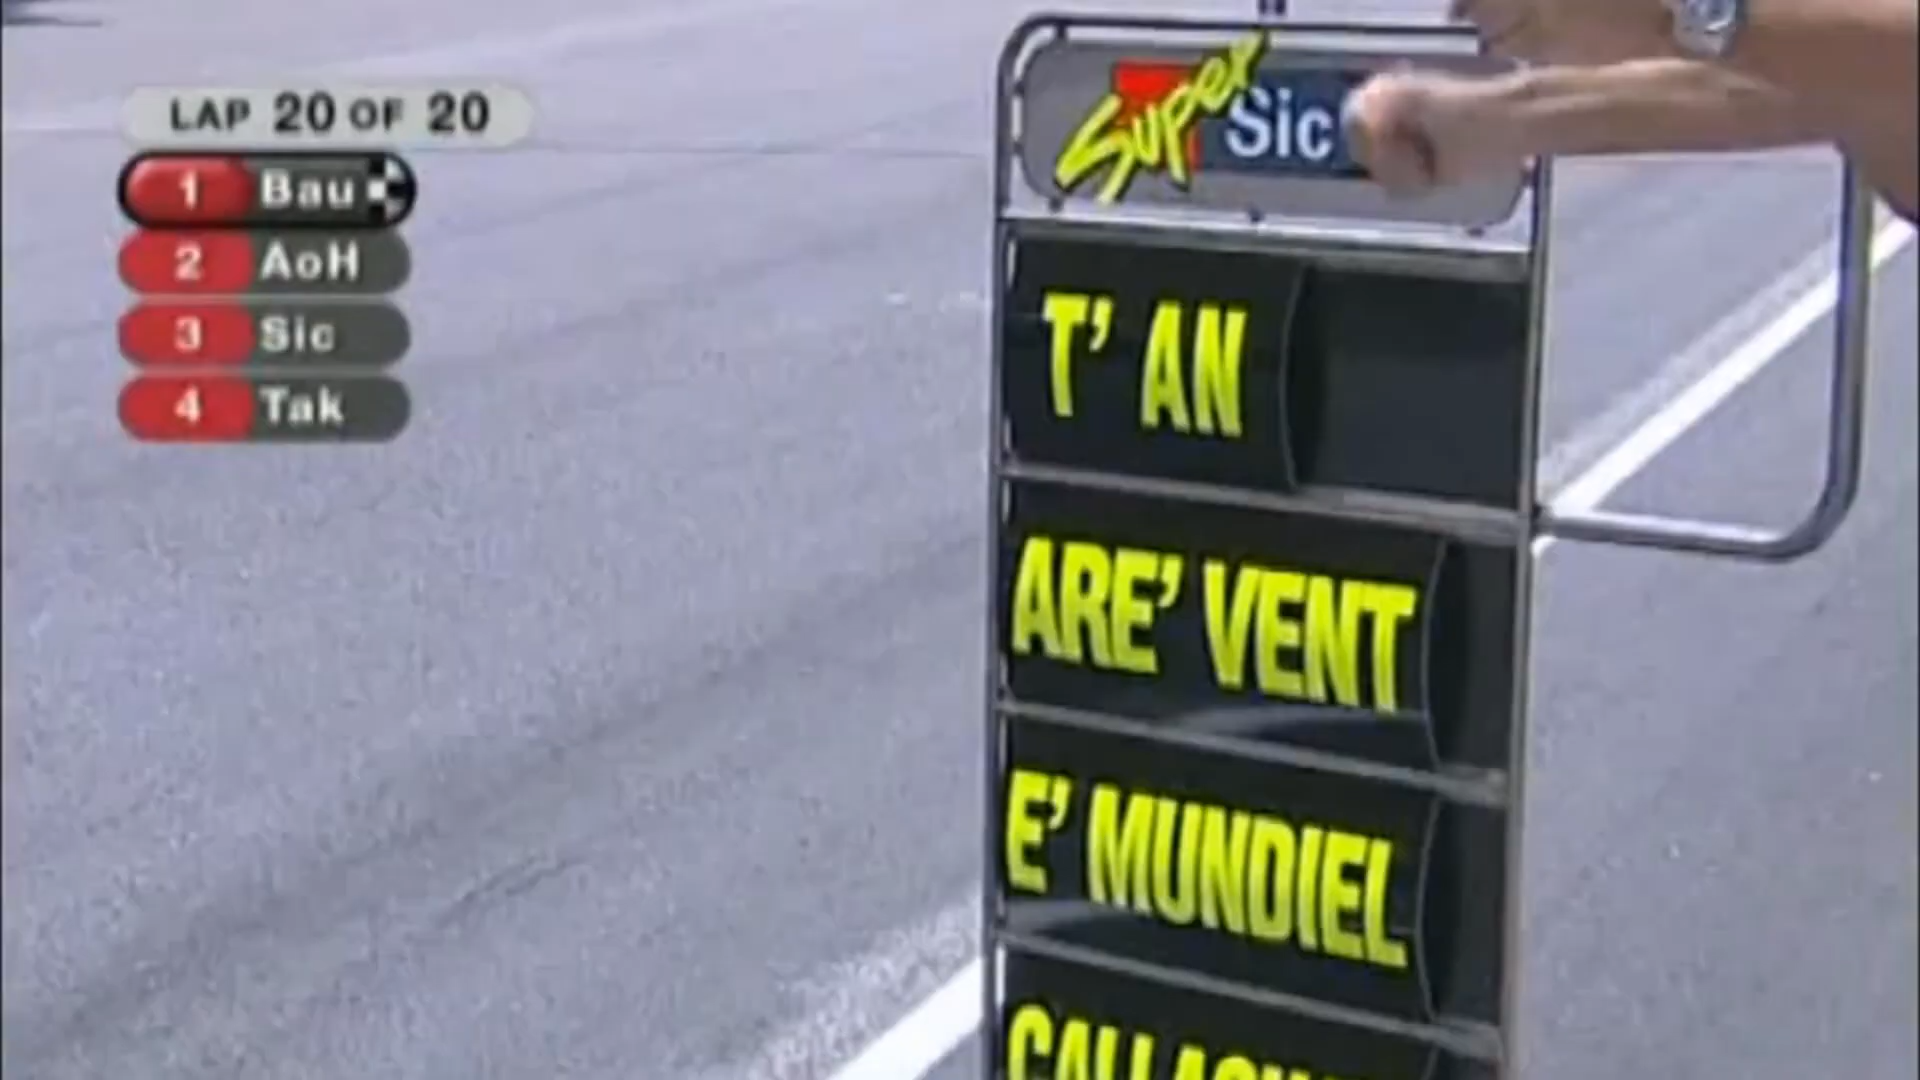 LAP 20 OF 20
1 Bau
2 AoH
3 Sic
4 Tak
Super Sic
T' AN
ARE' VENT
E' MUNDIEL